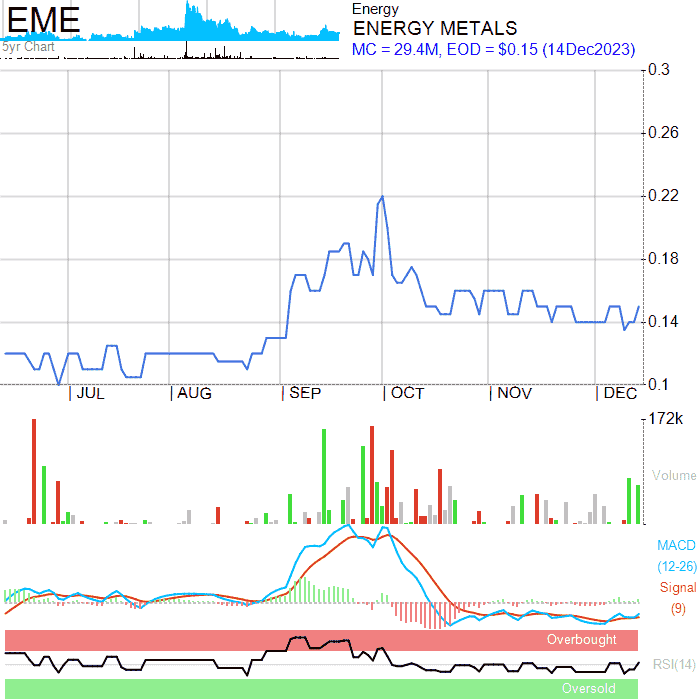 EME
5yr Chart
Energy
ENERGY METALS
MC = 29.4M, EOD = $0.15 (14Dec2023)
0.3
0.26
0.22
0.18
0.14
0.1
JUL AUG SEP OCT NOV DEC
172k
Volume
MACD
(12-26)
Signal
(9)
Overbought
RSI(14)
Oversold